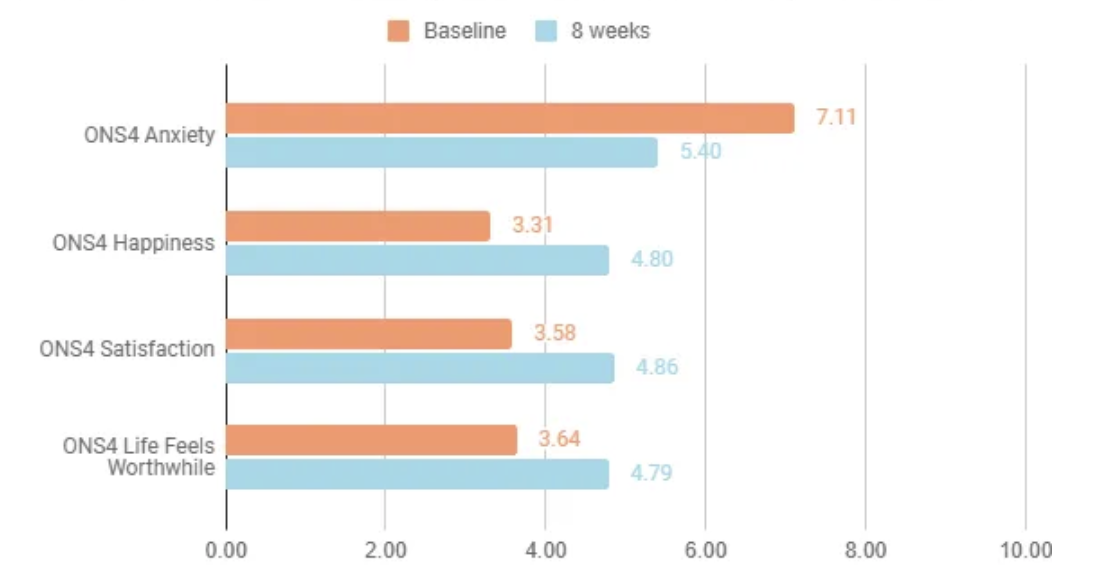 Baseline 8 weeks
ONS4 Anxiety
7.11
5.40
ONS4 Happiness
3.31
4.80
ONS4 Satisfaction
3.58
4.86
ONS4 Life Feels
Worthwhile
3.64
4.79
0.00 2.00 4.00 6.00 8.00 10.00